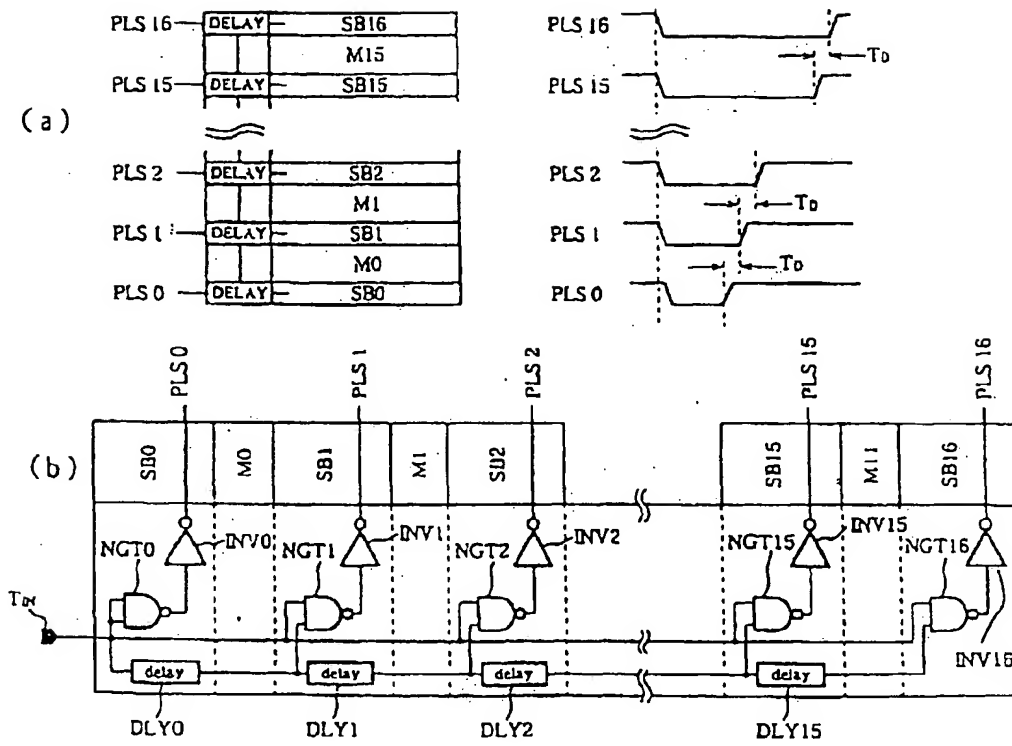 PLS 16
DELAY
SB16
M15
PLS 15
DELAY
SB15
(a)
PLS 2
DELAY
SB2
M1
PLS 1
DELAY
SB1
M0
PLS 0
DELAY
SB0
PLS 16
TD
PLS 15
PLS 2
TD
PLS 1
TD
PLS 0
PLS 0
PLS 1
PLS 2
PLS 15
PLS 16
(b)
SB0
M0
SB1
M1
SB2
SB15
M11
SB16
NGT0
INV0
NGT1
INV1
NGT2
INV2
NGT15
INV15
NGT16
INV16
TIN
delay
delay
delay
delay
DLY0
DLY1
DLY2
DLY15